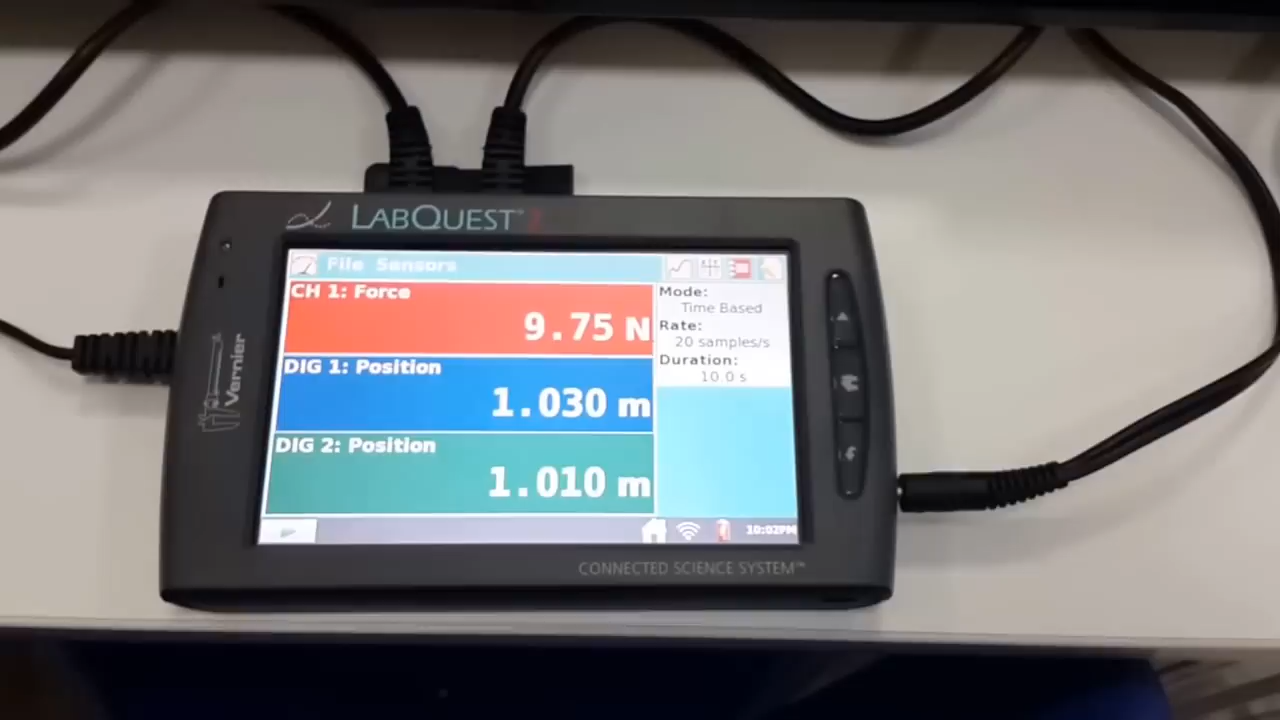 LABQUEST 2
Vernier
File Sensors
CH 1: Force
9.75 N
DIG 1: Position
1.030 m
DIG 2: Position
1.010 m
Mode:
Time Based
Rate:
20 samples/s
Duration:
10.0 s
10:02PM
CONNECTED SCIENCE SYSTEM™